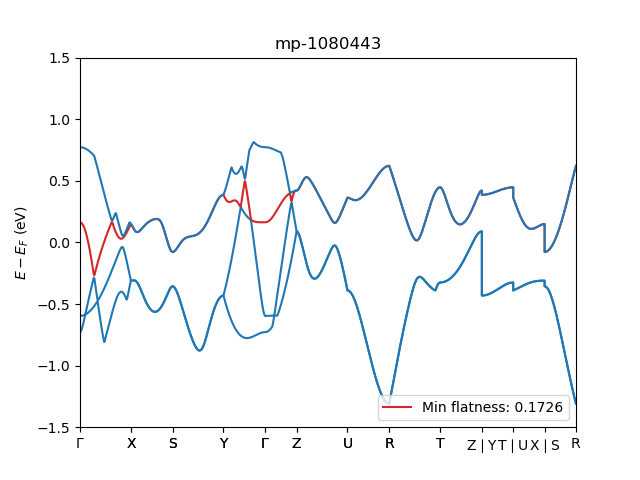 mp-1080443
E − E_F (eV)
1.5
1.0
0.5
0.0
−0.5
−1.0
−1.5
Min flatness: 0.1726
Γ X S Y Γ Z U R T Z|Y T|U X|S R